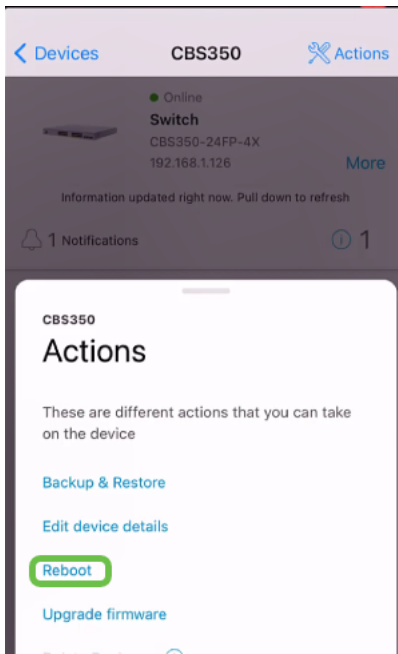 Devices
CBS350
Actions
Online
Switch
CBS350-24FP-4X
192.168.1.126
More
Information updated right now. Pull down to refresh
1 Notifications
1
CBS350
Actions
These are different actions that you can take
on the device
Backup & Restore
Edit device details
Reboot
Upgrade firmware